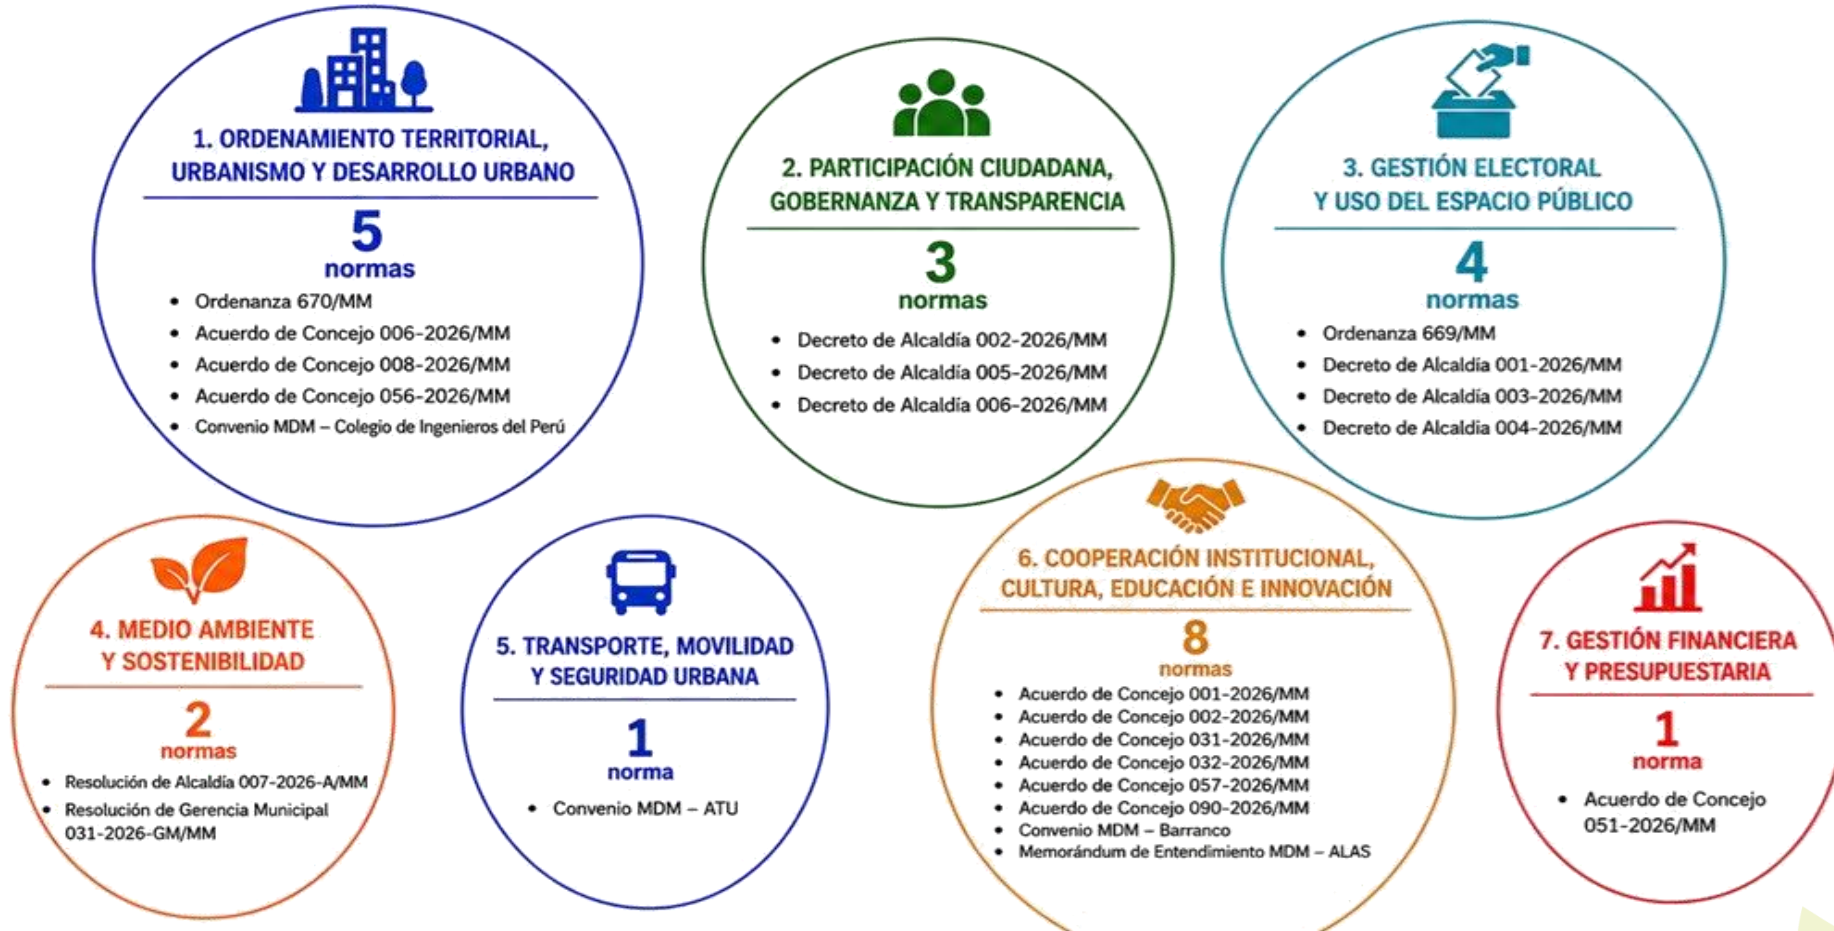 1. ORDENAMIENTO TERRITORIAL,
URBANISMO Y DESARROLLO URBANO
5
normas
• Ordenanza 670/MM
• Acuerdo de Concejo 006-2026/MM
• Acuerdo de Concejo 008-2026/MM
• Acuerdo de Concejo 056-2026/MM
• Convenio MDM – Colegio de Ingenieros del Perú
2. PARTICIPACIÓN CIUDADANA,
GOBERNANZA Y TRANSPARENCIA
3
normas
• Decreto de Alcaldía 002-2026/MM
• Decreto de Alcaldía 005-2026/MM
• Decreto de Alcaldía 006-2026/MM
3. GESTIÓN ELECTORAL
Y USO DEL ESPACIO PÚBLICO
4
normas
• Ordenanza 669/MM
• Decreto de Alcaldía 001-2026/MM
• Decreto de Alcaldía 003-2026/MM
• Decreto de Alcaldía 004-2026/MM
4. MEDIO AMBIENTE
Y SOSTENIBILIDAD
2
normas
• Resolución de Alcaldía 007-2026-A/MM
• Resolución de Gerencia Municipal
031-2026-GM/MM
5. TRANSPORTE, MOVILIDAD
Y SEGURIDAD URBANA
1
norma
• Convenio MDM – ATU
6. COOPERACIÓN INSTITUCIONAL,
CULTURA, EDUCACIÓN E INNOVACIÓN
8
normas
• Acuerdo de Concejo 001-2026/MM
• Acuerdo de Concejo 002-2026/MM
• Acuerdo de Concejo 031-2026/MM
• Acuerdo de Concejo 032-2026/MM
• Acuerdo de Concejo 057-2026/MM
• Acuerdo de Concejo 090-2026/MM
• Convenio MDM – Barranco
• Memorándum de Entendimiento MDM – ALAS
7. GESTIÓN FINANCIERA
Y PRESUPUESTARIA
1
norma
• Acuerdo de Concejo
051-2026/MM